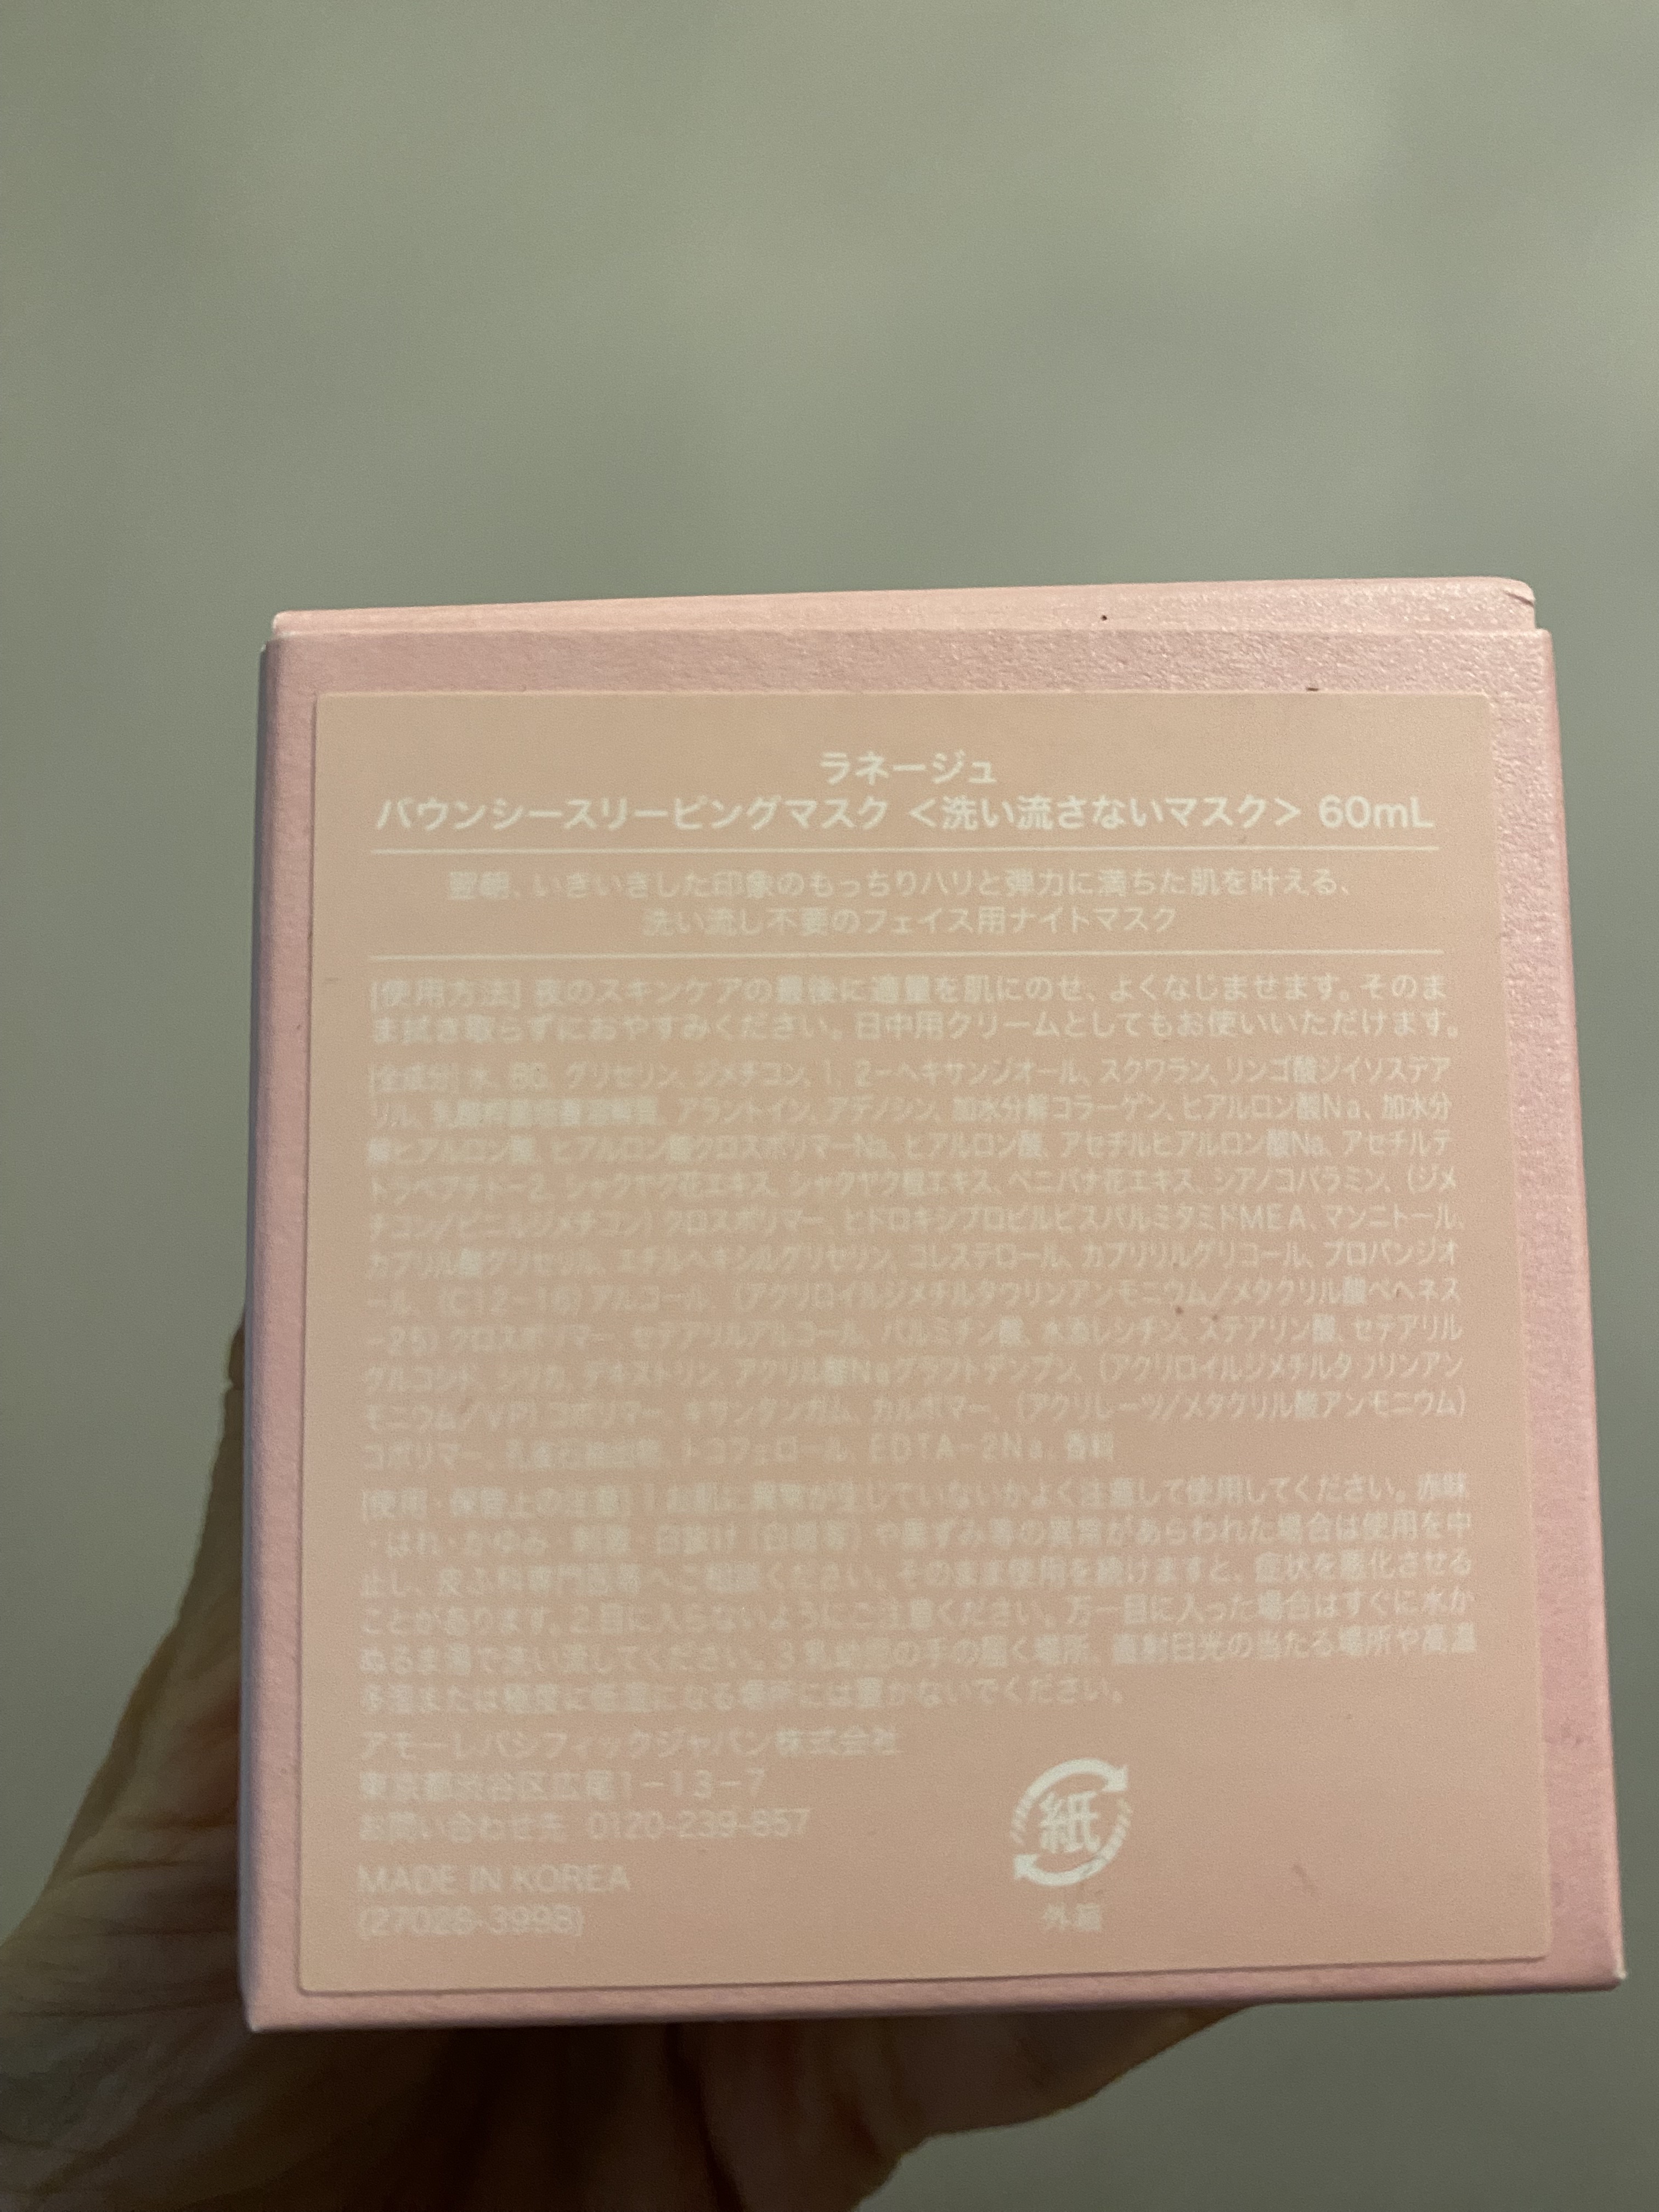 ラネージュ
バウンシースリーピングマスク <洗い流さないマスク> 60mL
翌朝、いきいきした印象のもっちりハリと弾力に満ちた肌を叶える、
洗い流し不要のフェイス用ナイトマスク
[使用方法] 夜のスキンケアの最後に適量を肌にのせ、よくなじませます。そのま
ま拭き取らずにおやすみください。日中用クリームとしてもお使いいただけます。
[全成分] 水、BG、グリセリン、ジメチコン、1，2-ヘキサンジオール、スクワラン、リンゴ酸ジイソステア
リル、アラントイン、アデノシン、加水分解コラーゲン、ヒアルロン酸Na、加水分
解ヒアルロン酸、ヒアルロン酸クロスポリマーNa、ヒアルロン酸、アセチルヒアルロン酸Na、アセチルテ
トラペプチド-2、シャクヤク花エキス、シャクヤク根エキス、ベニバナ花エキス、シアノコバラミン、(ジメ
チコン/ビニルジメチコン) クロスポリマー、ヒドロキシプロピルビスパルミタミドMEA、マンニトール、
カプリル酸グリセリル、エチルヘキシルグリセリン、コレステロール、カプリリルグリコール、プロパンジオ
ール、(C12-16) アルコール、(アクリロイルジメチルタウリンアンモニウム/メタクリル酸ベヘネス
-25) クロスポリマー、セテアリルアルコール、パルミチン酸、水添レシチン、ステアリン酸、セテアリル
グルコシド、シリカ、デキストリン、アクリル酸Naグラフトデンプン、(アクリロイルジメチルタウリンアン
モニウム/VP) コポリマー、キサンタンガム、カルボマー、(アクリレーツ/メタクリル酸アンモニウム)
コポリマー、トコフェロール、EDTA-2Na、香料
[使用・保管上の注意] 1.お肌に異常が生じていないかよく注意して使用してください。赤味
・はれ・かゆみ・刺激・白抜け (白斑等) や黒ずみ等の異常があらわれた場合は使用を中
止し、皮ふ科専門医等へご相談ください。そのまま使用を続けますと、症状を悪化させる
ことがあります。2.目に入らないようにご注意ください。万一目に入った場合はすぐに水か
ぬるま湯で洗い流してください。3.乳幼児の手の届く場所、直射日光の当たる場所や高温
多湿または極度に低温になる場所には置かないでください。
アモーレパシフィックジャパン株式会社
東京都渋谷区広尾1-13-7
お問い合わせ先 0120-239-857
MADE IN KOREA
(27028-3998)
紙
外箱